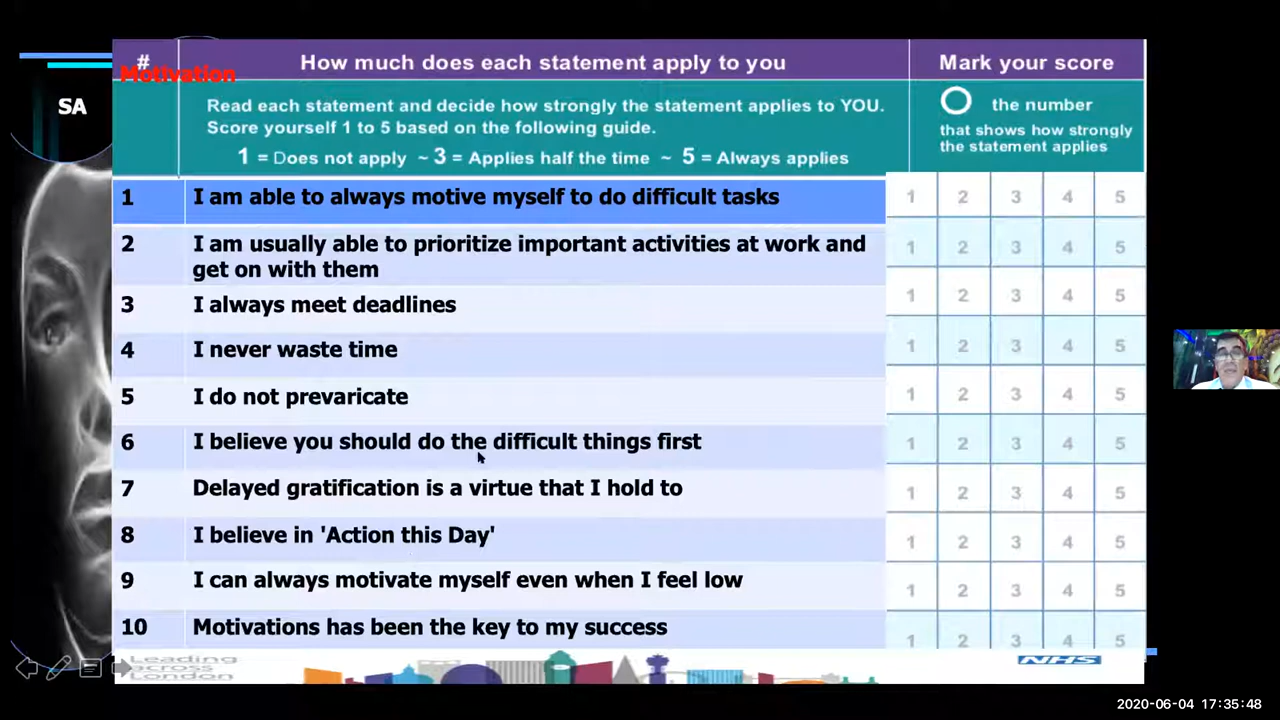 # How much does each statement apply to you Mark your score
Motivation
SA
Read each statement and decide how strongly the statement applies to YOU.
Score yourself 1 to 5 based on the following guide.
1 = Does not apply ~ 3 = Applies half the time ~ 5 = Always applies
the number
that shows how strongly
the statement applies
1 I am able to always motive myself to do difficult tasks 1 2 3 4 5
2 I am usually able to prioritize important activities at work and
get on with them 1 2 3 4 5
3 I always meet deadlines 1 2 3 4 5
4 I never waste time 1 2 3 4 5
5 I do not prevaricate 1 2 3 4 5
6 I believe you should do the difficult things first 1 2 3 4 5
7 Delayed gratification is a virtue that I hold to 1 2 3 4 5
8 I believe in 'Action this Day' 1 2 3 4 5
9 I can always motivate myself even when I feel low 1 2 3 4 5
10 Motivations has been the key to my success 1 2 3 4 5
Leading
across
London
NHS
2020-06-04 17:35:48